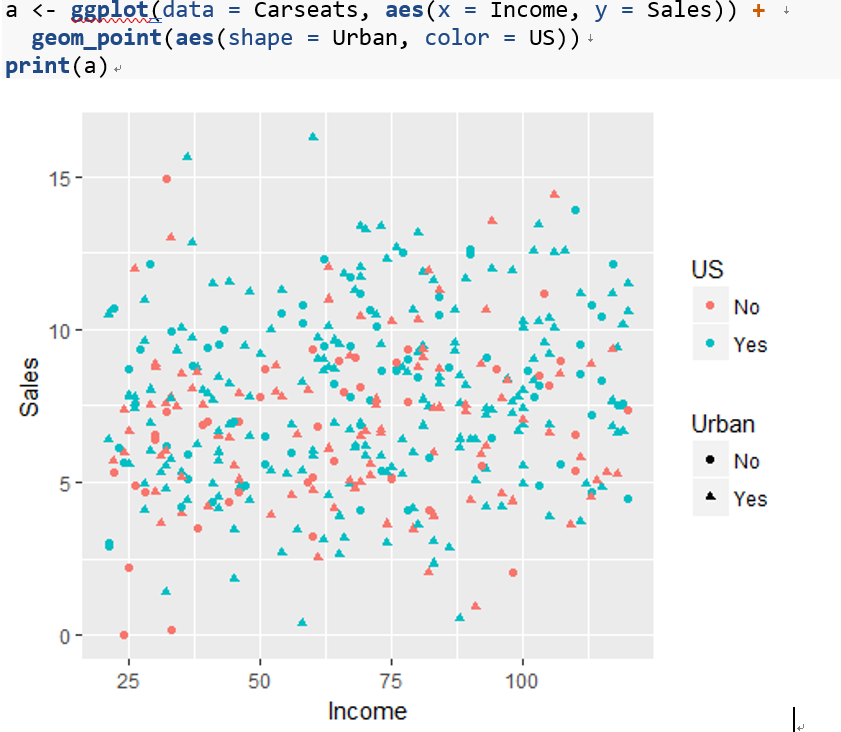 a <- ggplot(data = Carseats, aes(x = Income, y = Sales)) + ↓
geom_point(aes(shape = Urban, color = US)) ↓
print(a) ↵
15
10
5
0
Sales
25 50 75 100
Income
US
No
Yes
Urban
No
Yes